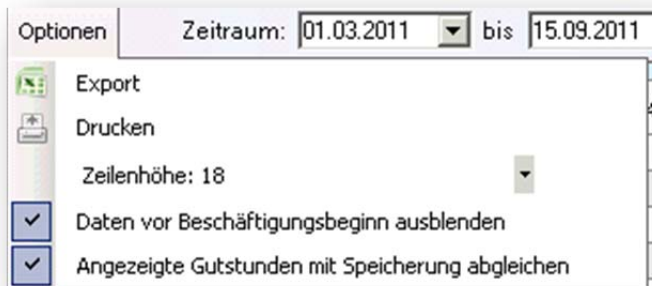 Optionen Zeitraum: 01.03.2011 bis 15.09.2011
Export
Drucken
Zeilenhöhe: 18
Daten vor Beschäftigungsbeginn ausblenden
Angezeigte Gutstunden mit Speicherung abgleichen